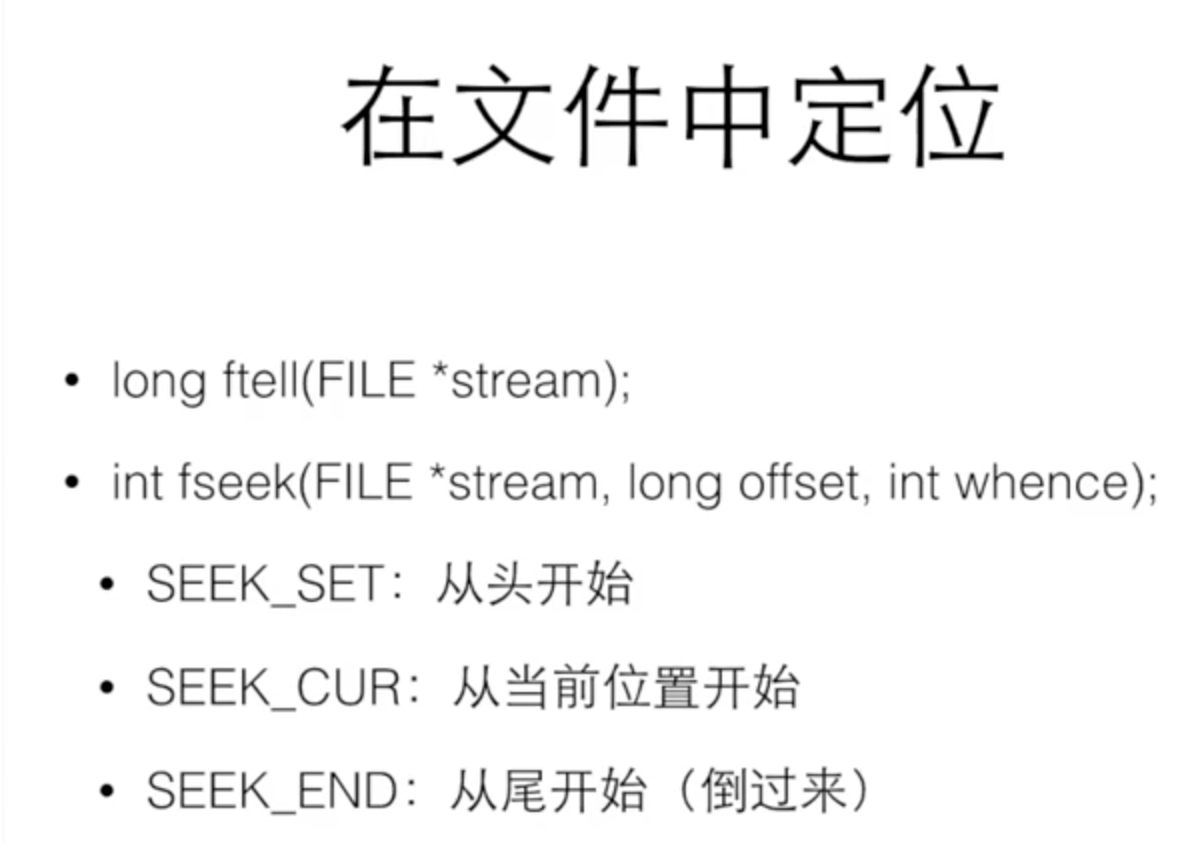 在文件中定位
• long ftell(FILE *stream);
• int fseek(FILE *stream, long offset, int whence);
• SEEK_SET：从头开始
• SEEK_CUR：从当前位置开始
• SEEK_END：从尾开始（倒过来）